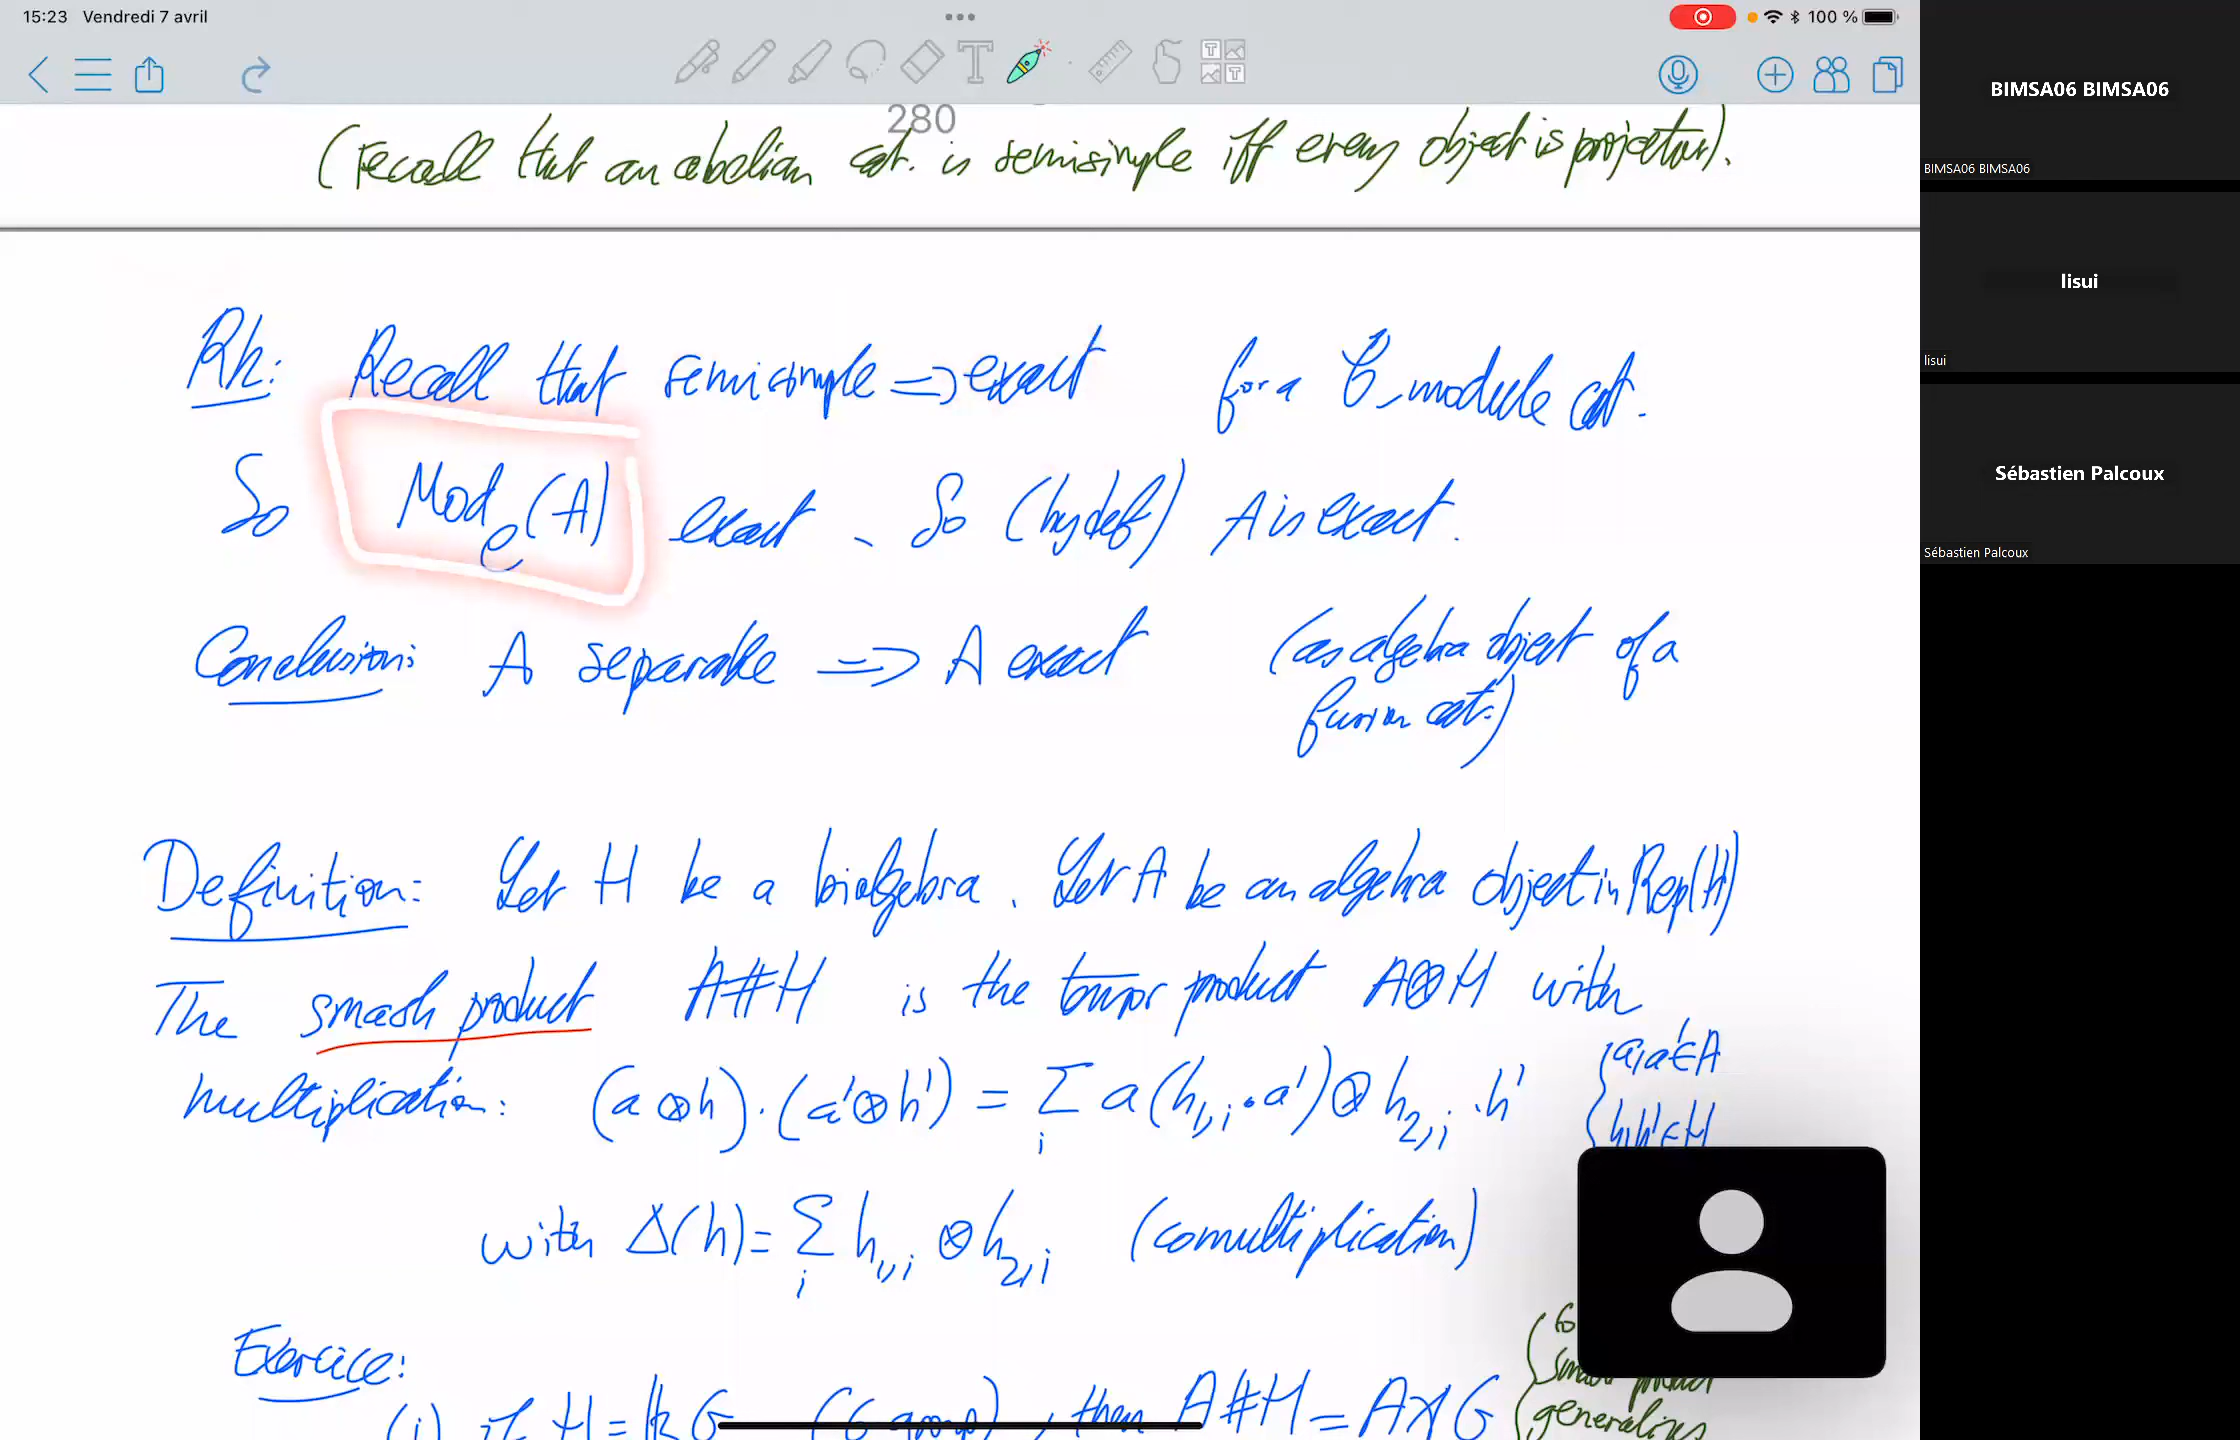 15:23 Vendredi 7 avril
100 %
280
(recall that an abelian cat. is semisimple iff every object is projective).
Rk: Recall that semisimple => exact for a C-module cat.
So Mod_C(A) exact. So (by def) A is exact.
Conclusion: A separable => A exact (as algebra object of a
fusion cat.)
Definition: Let H be a bialgebra. Let A be an algebra object in Rep(H)
The smash product A#H is the tensor product A⊗H with
multiplication: (a⊗h).(a'⊗h') = Σ_i a(h_{1,i}.a')⊗h_{2,i}.h' { a,a'∈A
h,h'∈H
with Δ(h) = Σ_i h_{1,i} ⊗ h_{2,i} (comultiplication)
Exercice:
(i) if H = kG (G group), then A#H = A⋊G
smash product
generalizes
BIMSA06 BIMSA06
BIMSA06 BIMSA06
lisui
lisui
Sébastien Palcoux
Sébastien Palcoux